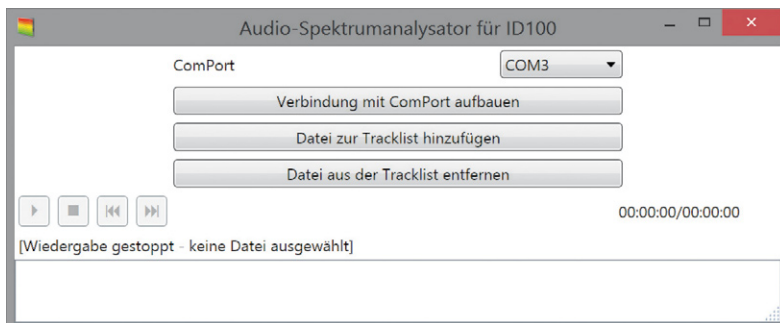 Audio-Spektrumanalysator für ID100
ComPort COM3
Verbindung mit ComPort aufbauen
Datei zur Tracklist hinzufügen
Datei aus der Tracklist entfernen
00:00:00/00:00:00
[Wiedergabe gestoppt - keine Datei ausgewählt]